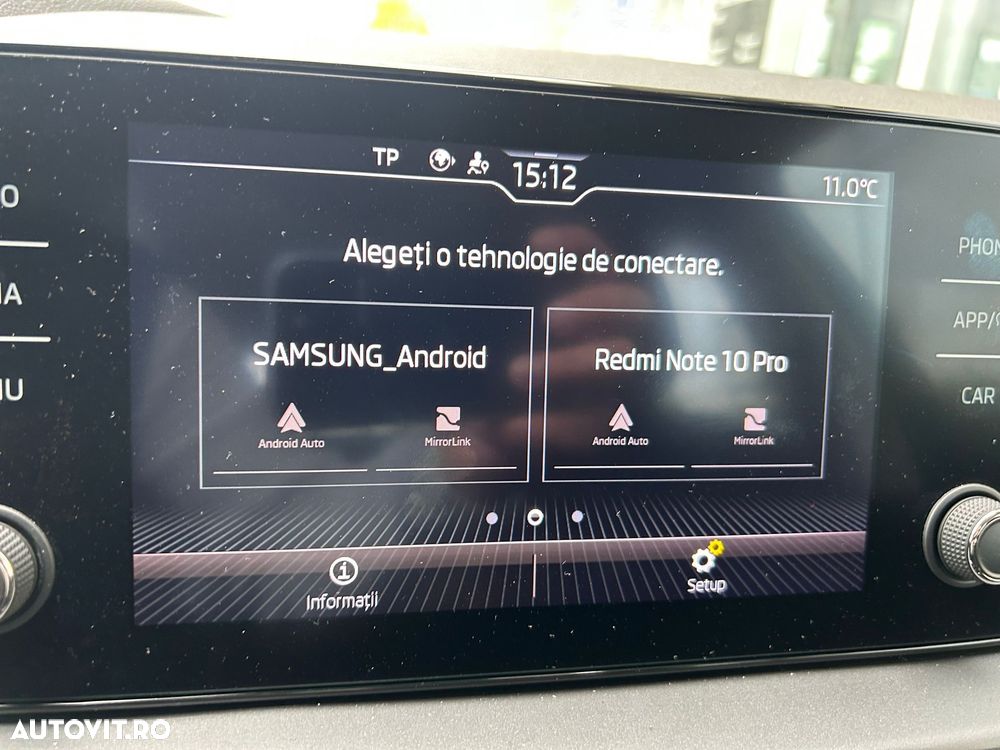 TP
15:12
11.0°C
Alegeți o tehnologie de conectare.
SAMSUNG_Android
Redmi Note 10 Pro
Android Auto
MirrorLink
Android Auto
MirrorLink
PHON
APP/
CAR
Informații
Setup
AUTOVIT.RO